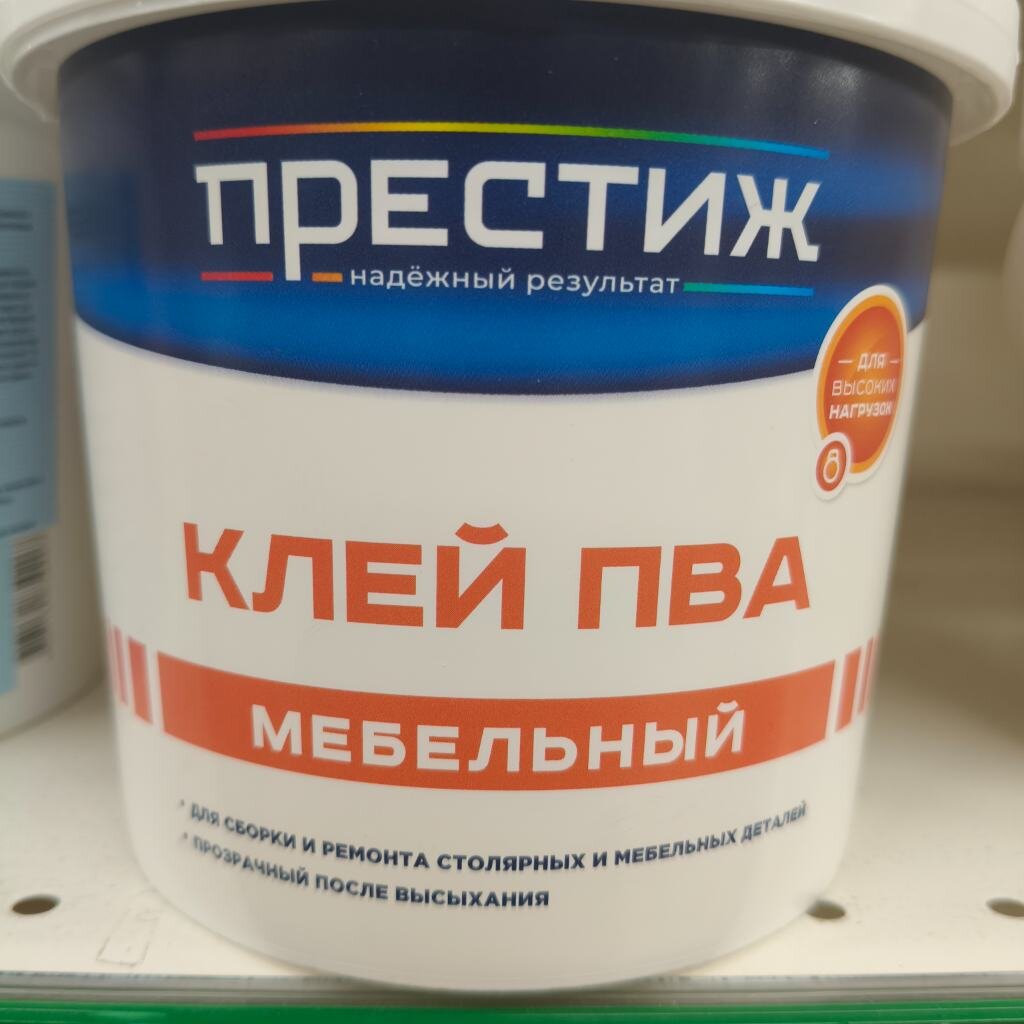 ПРЕСТИЖ
надёжный результат
ДЛЯ
ВЫСОКИХ
НАГРУЗОК
КЛЕЙ ПВА
МЕБЕЛЬНЫЙ
* ДЛЯ СБОРКИ И РЕМОНТА СТОЛЯРНЫХ И МЕБЕЛЬНЫХ ДЕТАЛЕЙ
* ПРОЗРАЧНЫЙ ПОСЛЕ ВЫСЫХАНИЯ